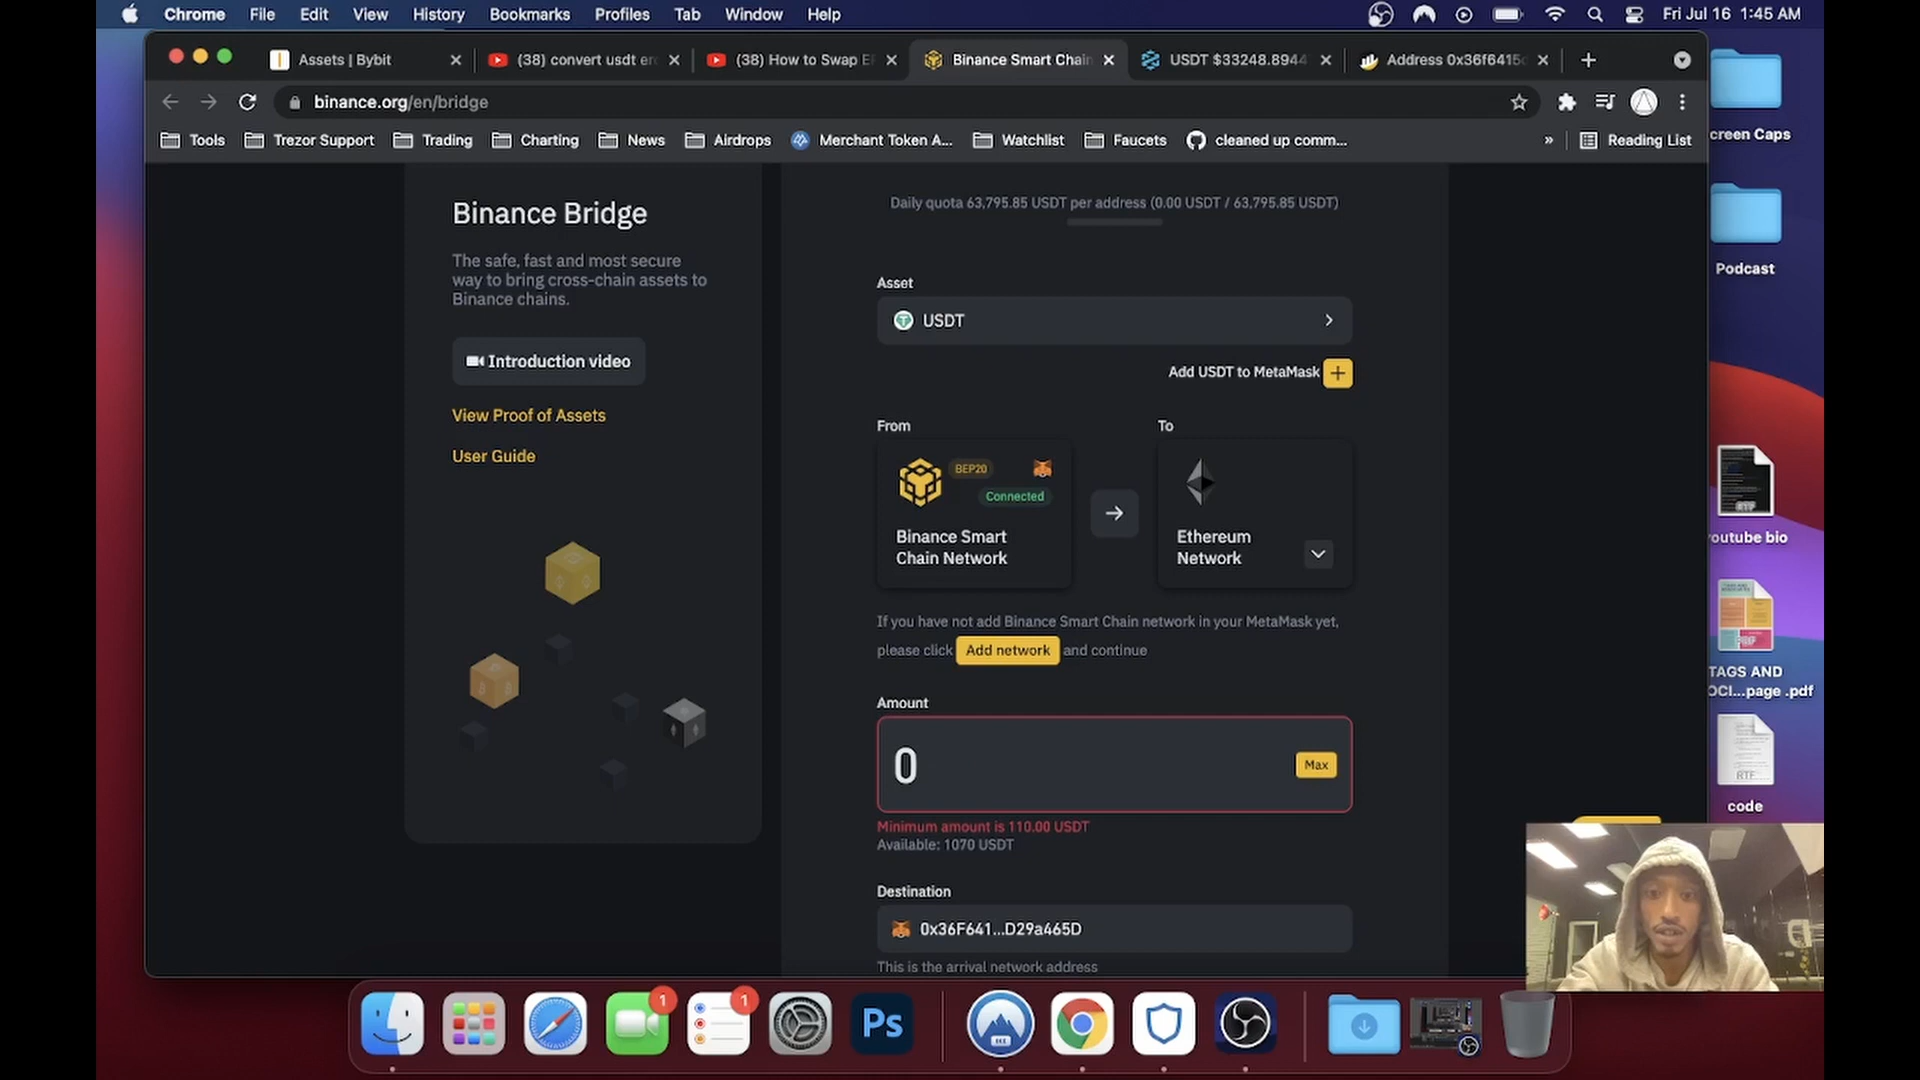 Chrome File Edit View History Bookmarks Profiles Tab Window Help
Fri Jul 16 1:45 AM
Assets | Bybit
(38) convert usdt er
(38) How to Swap E
Binance Smart Chain
USDT $33248.8944
Address 0x36f6415
binance.org/en/bridge
Tools
Trezor Support
Trading
Charting
News
Airdrops
Merchant Token A...
Watchlist
Faucets
cleaned up comm...
»
Reading List
Binance Bridge
The safe, fast and most secure
way to bring cross-chain assets to
Binance chains.
Introduction video
View Proof of Assets
User Guide
Daily quota 63,795.85 USDT per address (0.00 USDT / 63,795.85 USDT)
Asset
USDT
Add USDT to MetaMask +
From
To
BEP20
Connected
Binance Smart
Chain Network
Ethereum
Network
If you have not add Binance Smart Chain network in your MetaMask yet,
please click Add network and continue
Amount
0
Max
Minimum amount is 110.00 USDT
Available: 1070 USDT
Destination
0x36F641...D29a465D
This is the arrival network address
creen Caps
Podcast
RTF
youtube bio
PDF
TAGS AND
OCI...page .pdf
RTF
code
1
1
Ps